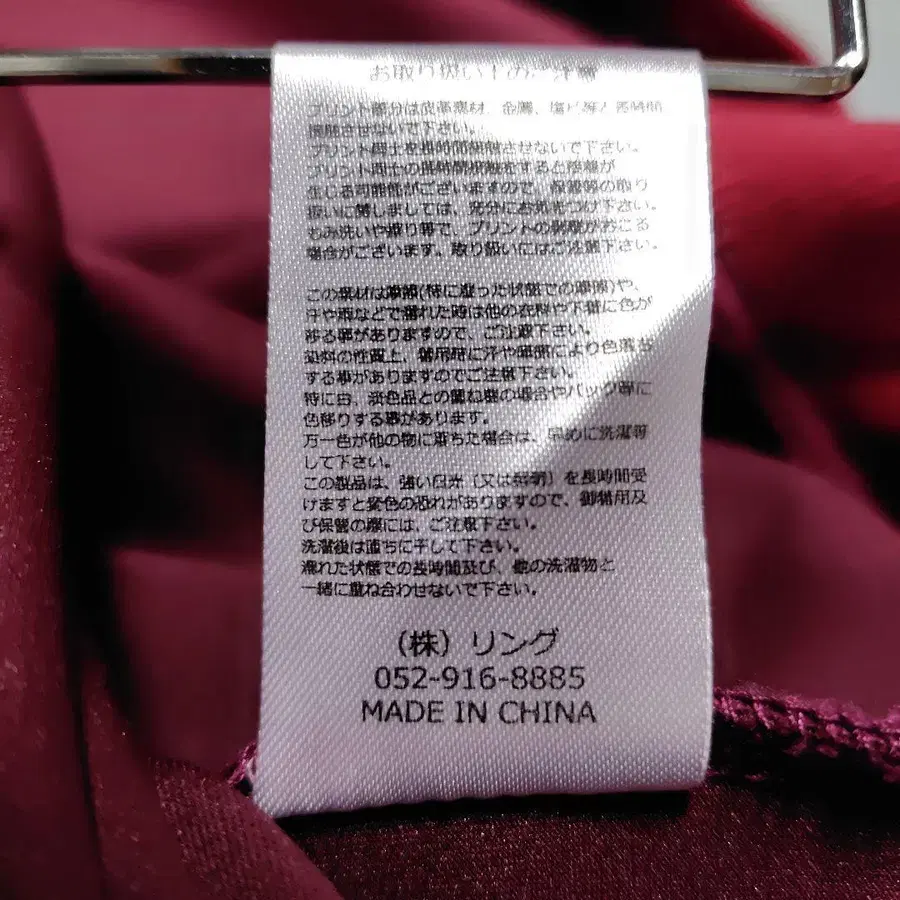 お取り扱い上のご注意
プリント部分は皮革素材、金属、塩ビ等と長時間
接触させないで下さい。
プリント同士を長時間接触させないで下さい。
プリント同士の長時間接触をすると陸離が
生じる可能性がございますので、保管等の取り
扱いに関しましては、充分にお気をつけ下さい。
もみ洗いや擦り等で、プリントの剥離がおこる
場合がございます。取り扱いにはご注意下さい。
この素材は摩擦(特に湿った状態での摩擦)や、
汗や雨などで濡れた時は他の衣料や下着に色が
移る事がありますので、ご注意下さい。
染料の性質上、着用時に汗や摩擦により色落ち
する事がありますのでご注意下さい。
特に白、淡色品との重ね着の場合やバック等に
色移りする事があります。
万一色が他の物に落ちた場合は、早めに洗濯等
して下さい。
この製品は、強い日光（又は照明）を長時間受
けますと変色の恐れがありますので、御着用及
び保管の際には、ご注意下さい。
洗濯後は直ちに干して下さい。
濡れた状態での長時間及び、他の洗濯物と
一緒に重ね合わせないで下さい。
（株）リング
052-916-8885
MADE IN CHINA